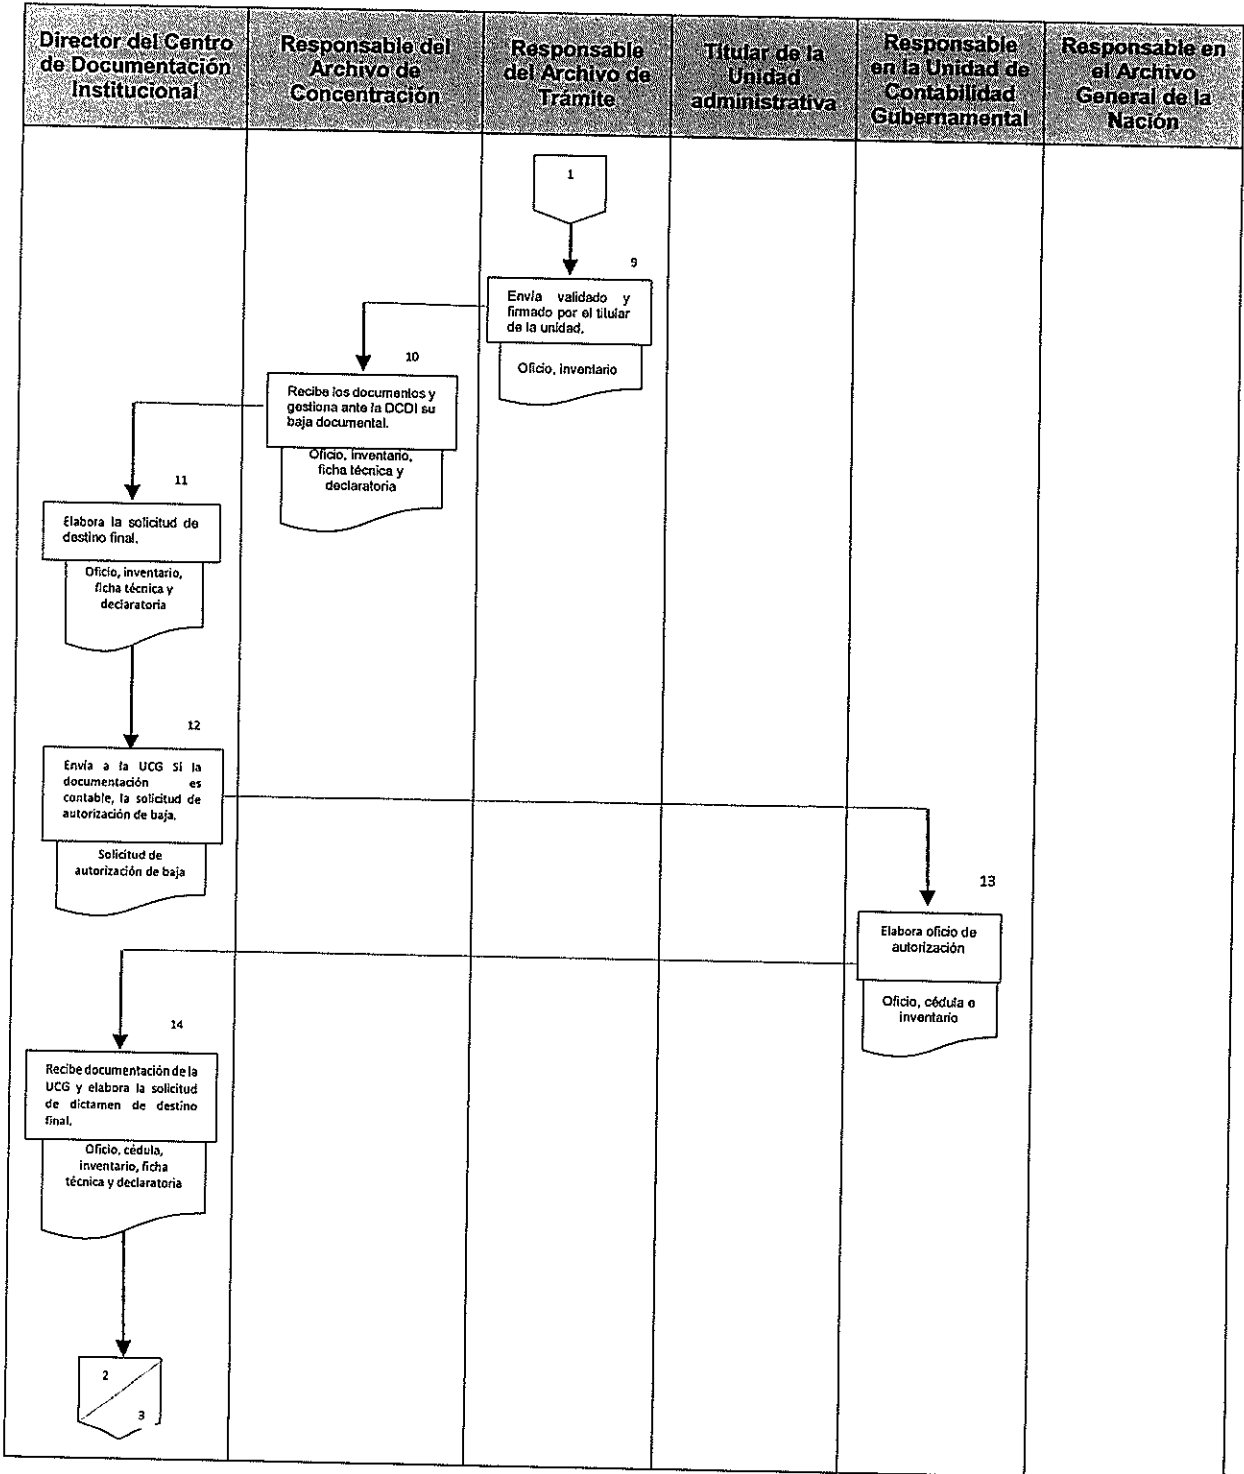 Director del Centro
de Documentación
Institucional
Responsable del
Archivo de
Concentración
Responsable
del Archivo de
Trámite
Titular de la
Unidad
administrativa
Responsable
en la Unidad de
Contabilidad
Gubernamental
Responsable en
el Archivo
General de la
Nación
1
9
Envía validado y
firmado por el titular
de la unidad.
Oficio, inventario
10
Recibe los documentos y
gestiona ante la DCDI su
baja documental.
Oficio, inventario,
ficha técnica y
declaratoria
11
Elabora la solicitud de
destino final.
Oficio, inventario,
ficha técnica y
declaratoria
12
Envía a la UCG Si la
documentación es
contable, la solicitud de
autorización de baja.
Solicitud de
autorización de baja
13
Elabora oficio de
autorización
Oficio, cédula e
inventario
14
Recibe documentación de la
UCG y elabora la solicitud
de dictamen de destino
final.
Oficio, cédula,
inventario, ficha
técnica y declaratoria
2
3